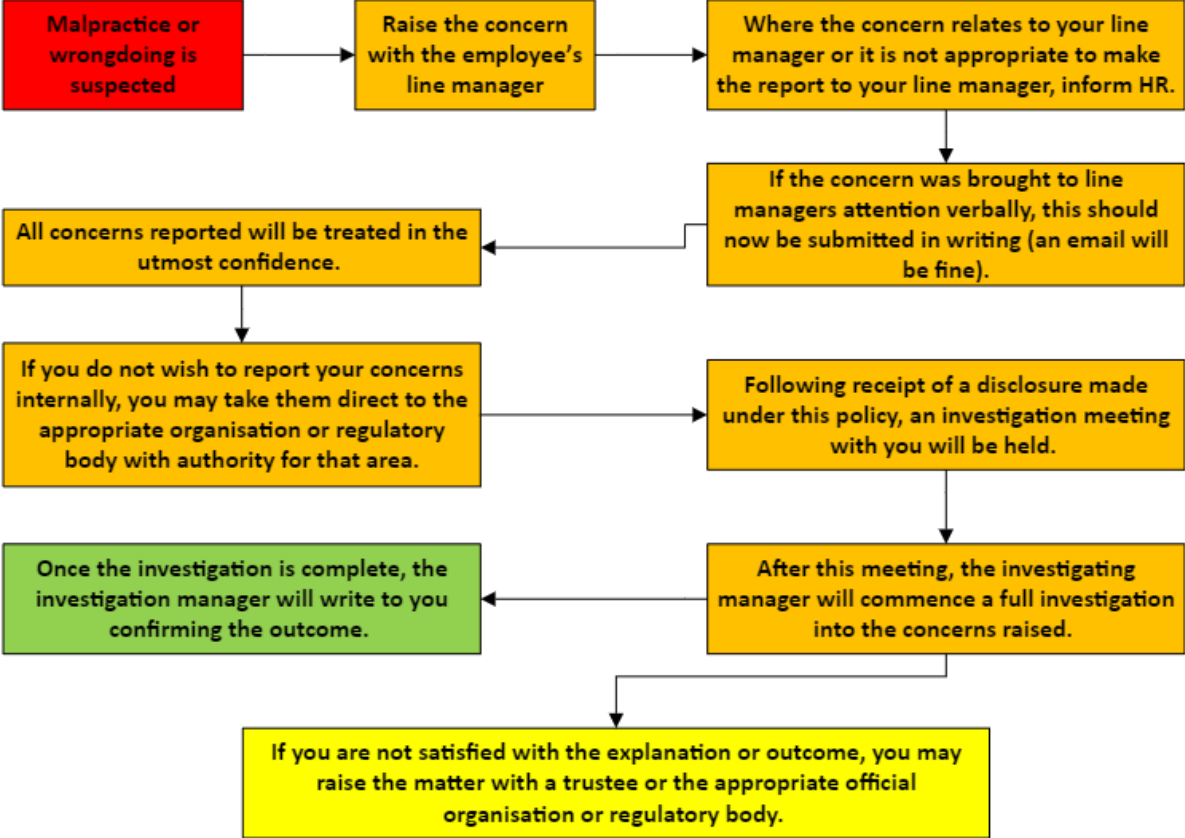 Malpractice or
wrongdoing is
suspected
Raise the concern
with the employee’s
line manager
Where the concern relates to your line
manager or it is not appropriate to make
the report to your line manager, inform HR.
If the concern was brought to line
managers attention verbally, this should
now be submitted in writing (an email will
be fine).
All concerns reported will be treated in the
utmost confidence.
If you do not wish to report your concerns
internally, you may take them direct to the
appropriate organisation or regulatory
body with authority for that area.
Following receipt of a disclosure made
under this policy, an investigation meeting
with you will be held.
After this meeting, the investigating
manager will commence a full investigation
into the concerns raised.
Once the investigation is complete, the
investigation manager will write to you
confirming the outcome.
If you are not satisfied with the explanation or outcome, you may
raise the matter with a trustee or the appropriate official
organisation or regulatory body.